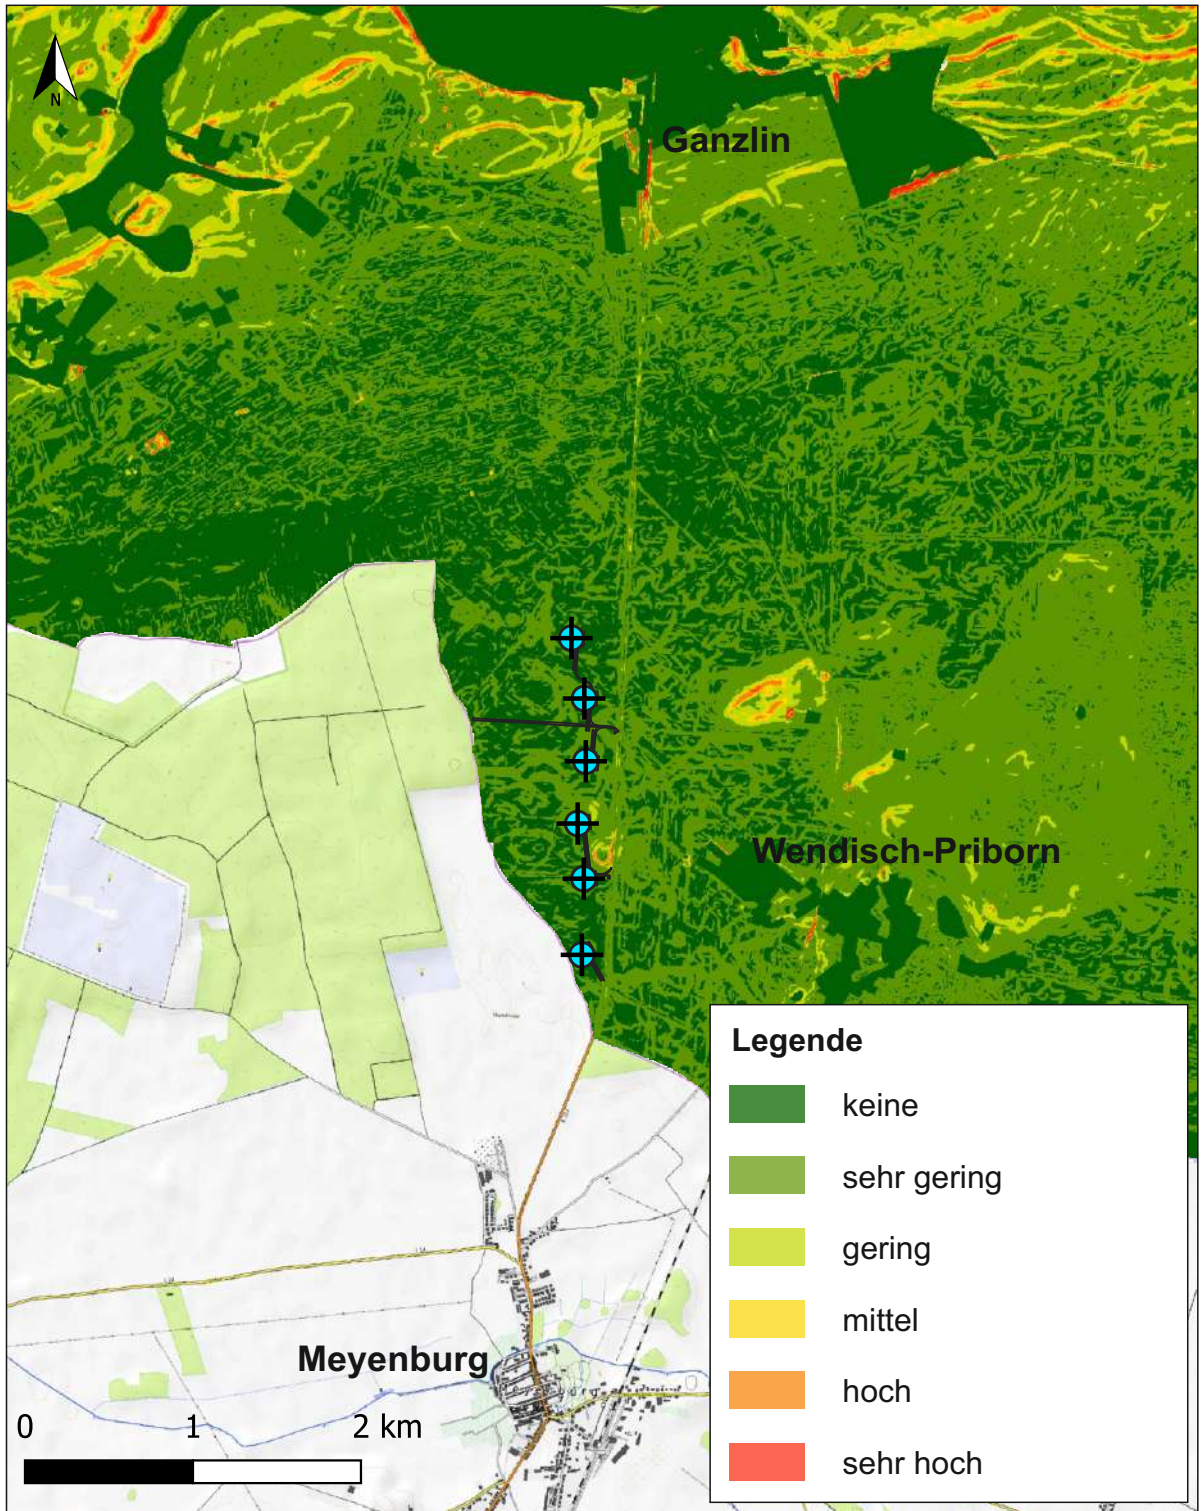 N
Ganzlin
Wendisch-Priborn
Legende
keine
sehr gering
gering
mittel
hoch
sehr hoch
Meyenburg
0 1 2 km